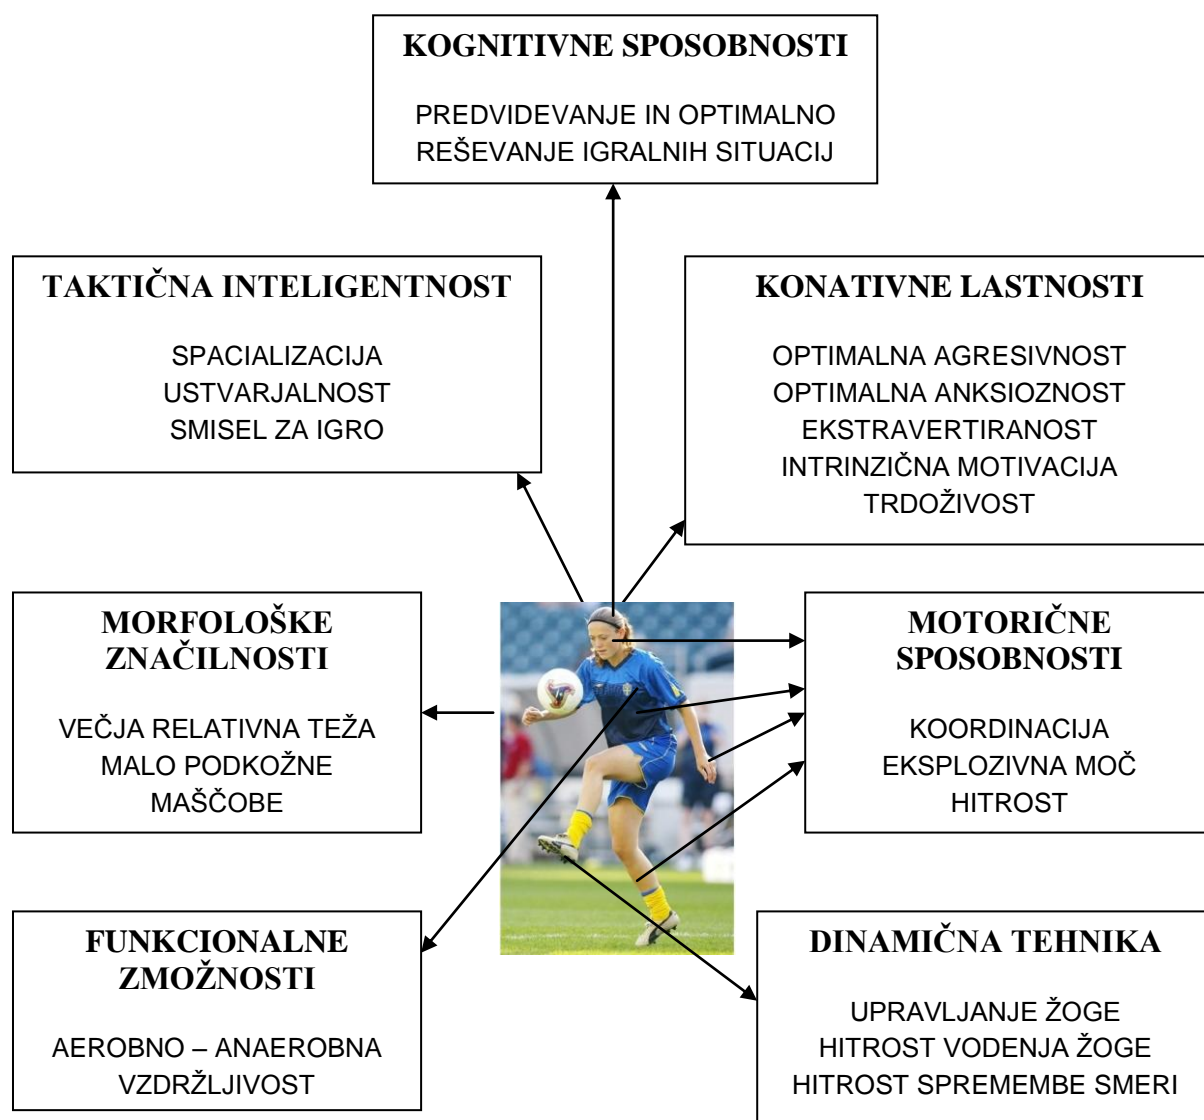 KOGNITIVNE SPOSOBNOSTI
PREDVIDEVANJE IN OPTIMALNO
REŠEVANJE IGRALNIH SITUACIJ
TAKTIČNA INTELIGENTNOST
SPACIALIZACIJA
USTVARJALNOST
SMISEL ZA IGRO
KONATIVNE LASTNOSTI
OPTIMALNA AGRESIVNOST
OPTIMALNA ANKSIOZNOST
EKSTRAVERTIRANOST
INTRINZIČNA MOTIVACIJA
TRDOŽIVOST
MORFOLOŠKE
ZNAČILNOSTI
VEČJA RELATIVNA TEŽA
MALO PODKOŽNE
MAŠČOBE
MOTORIČNE
SPOSOBNOSTI
KOORDINACIJA
EKSPLOZIVNA MOČ
HITROST
FUNKCIONALNE
ZMOŽNOSTI
AEROBNO – ANAEROBNA
VZDRŽLJIVOST
DINAMIČNA TEHNIKA
UPRAVLJANJE ŽOGE
HITROST VODENJA ŽOGE
HITROST SPREMEMBE SMERI